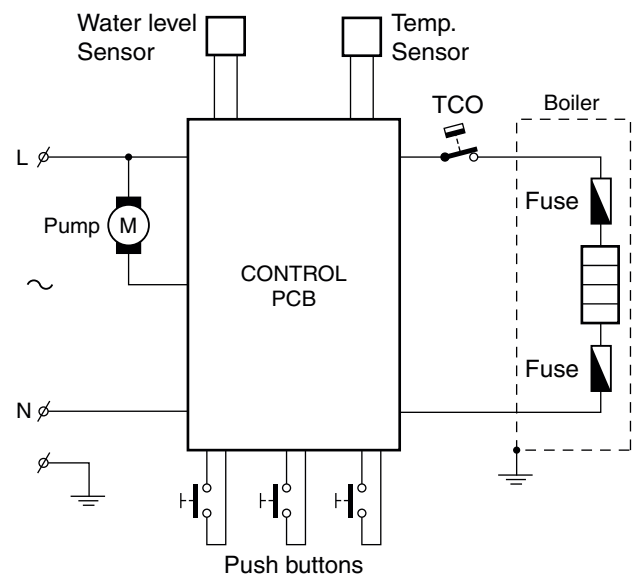 Water level
Sensor
Temp.
Sensor
TCO
Boiler
L
Fuse
Pump
M
CONTROL
PCB
Fuse
N
Push buttons